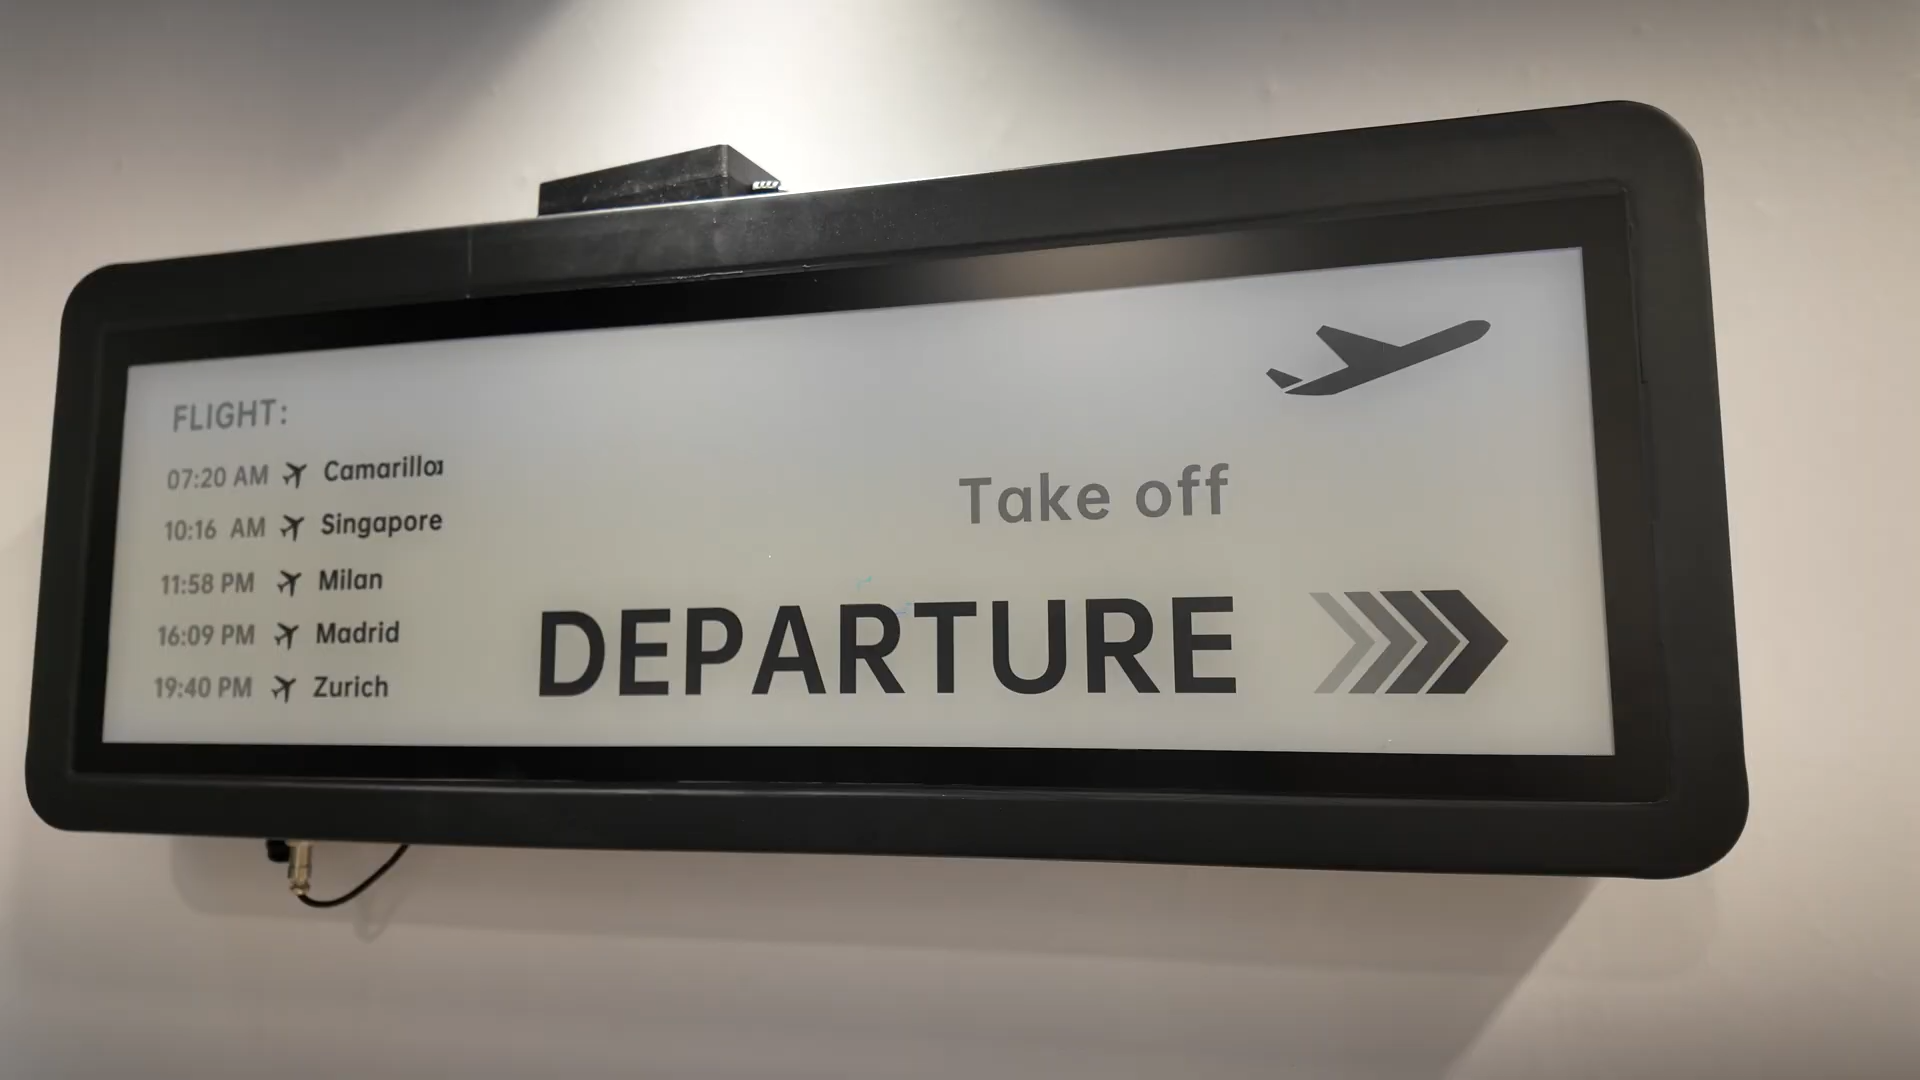 FLIGHT:
07:20 AM Camarilloı
10:16 AM Singapore
11:58 PM Milan
16:09 PM Madrid
19:40 PM Zurich
Take off
DEPARTURE